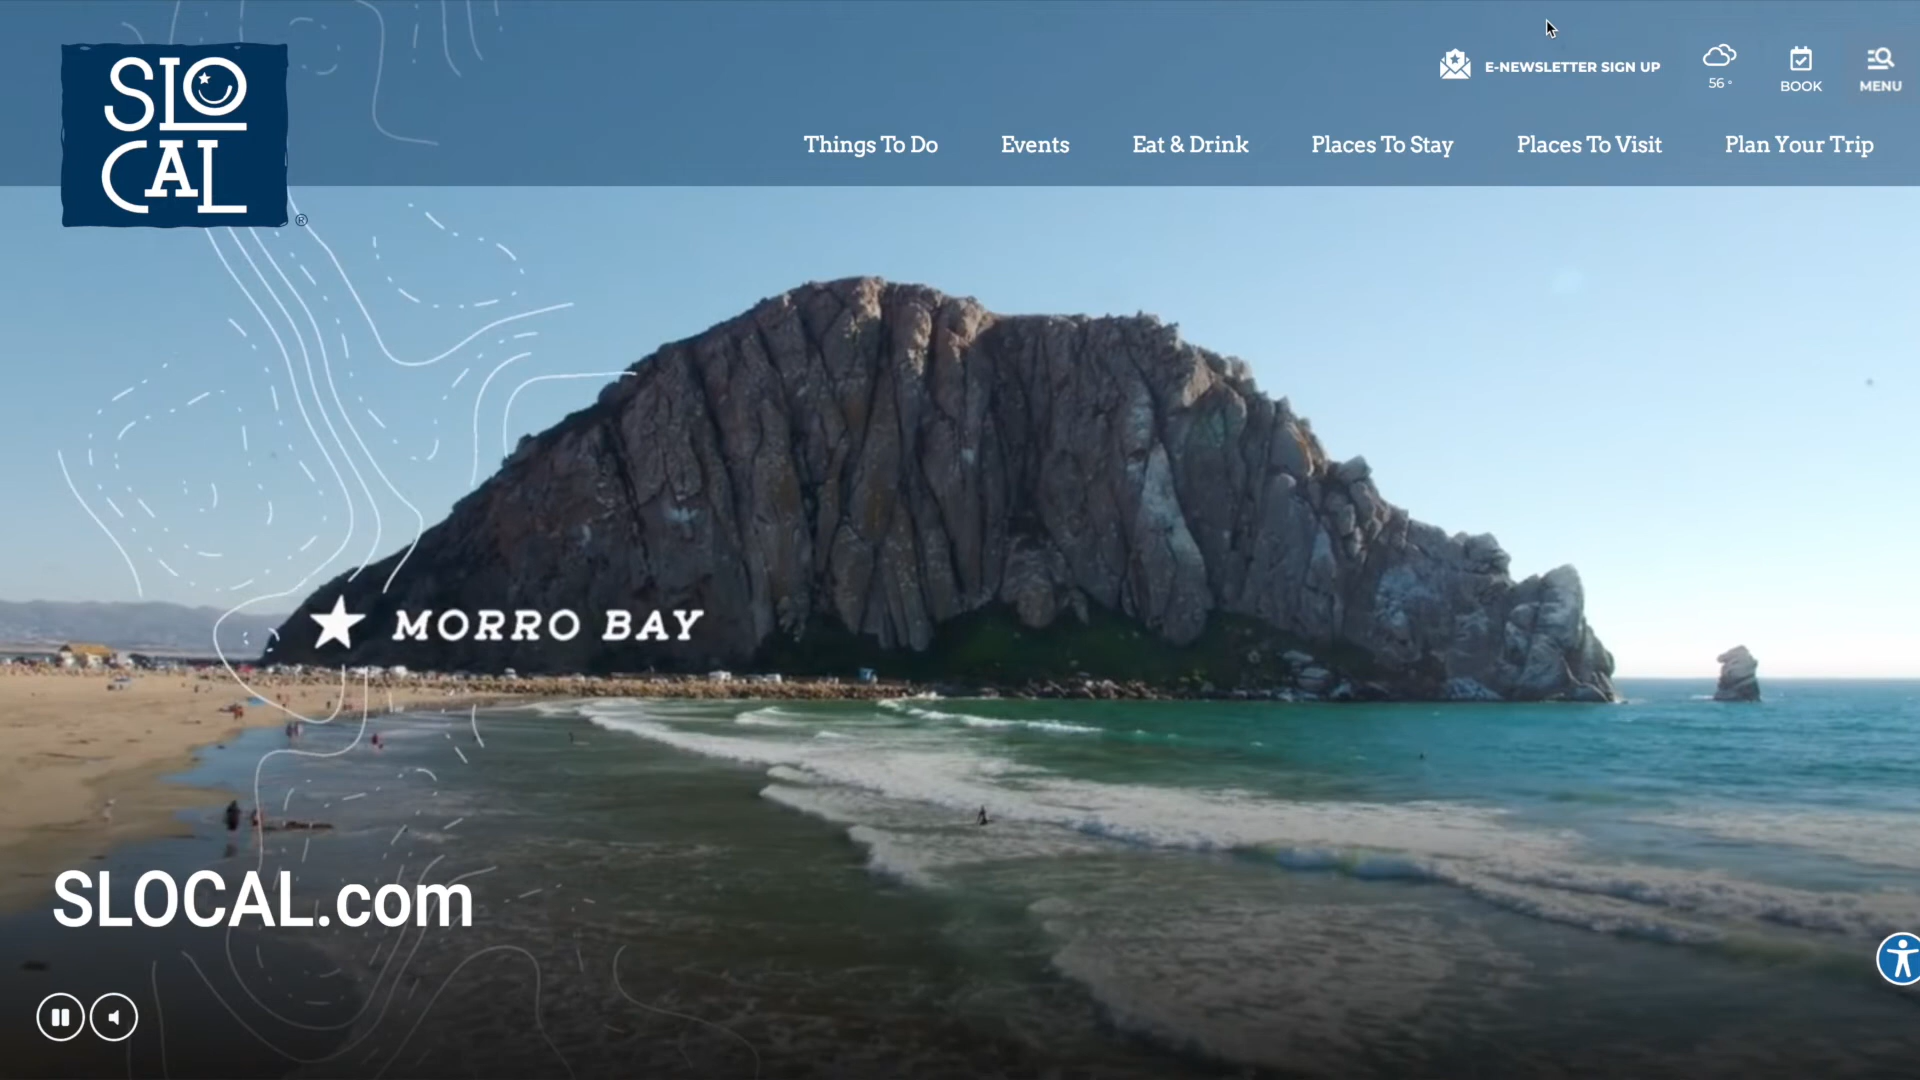 SLO
CAL
®
E-NEWSLETTER SIGN UP
56°
BOOK
MENU
Things To Do
Events
Eat & Drink
Places To Stay
Places To Visit
Plan Your Trip
MORRO BAY
SLOCAL.com